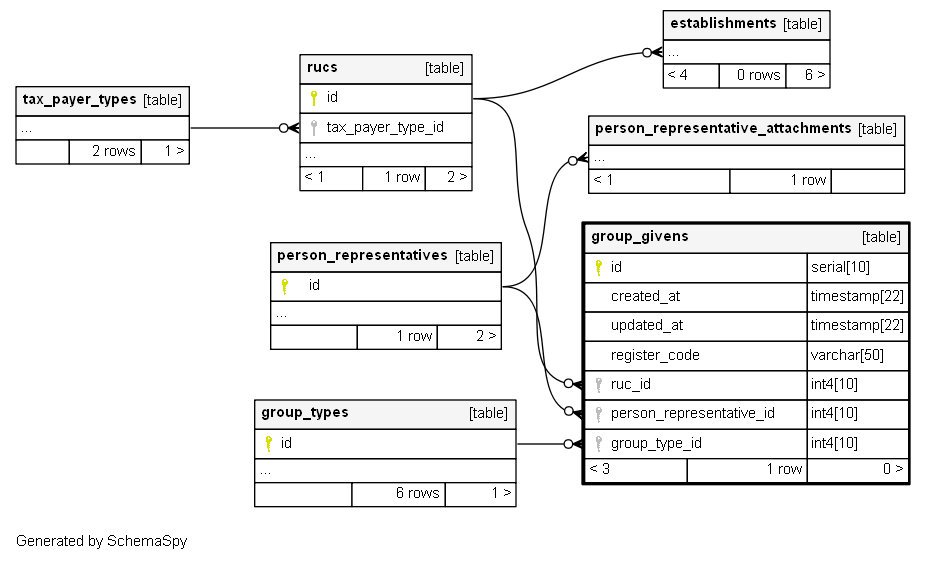 establishments [table]
...
< 4 0 rows 6 >
rucs [table]
id
tax_payer_type_id
...
< 1 1 row 2 >
tax_payer_types [table]
...
2 rows 1 >
person_representative_attachments [table]
...
< 1 1 row
person_representatives [table]
id
...
1 row 2 >
group_givens [table]
id serial[10]
created_at timestamp[22]
updated_at timestamp[22]
register_code varchar[50]
ruc_id int4[10]
person_representative_id int4[10]
group_type_id int4[10]
< 3 1 row 0 >
group_types [table]
id
...
6 rows 1 >
Generated by SchemaSpy